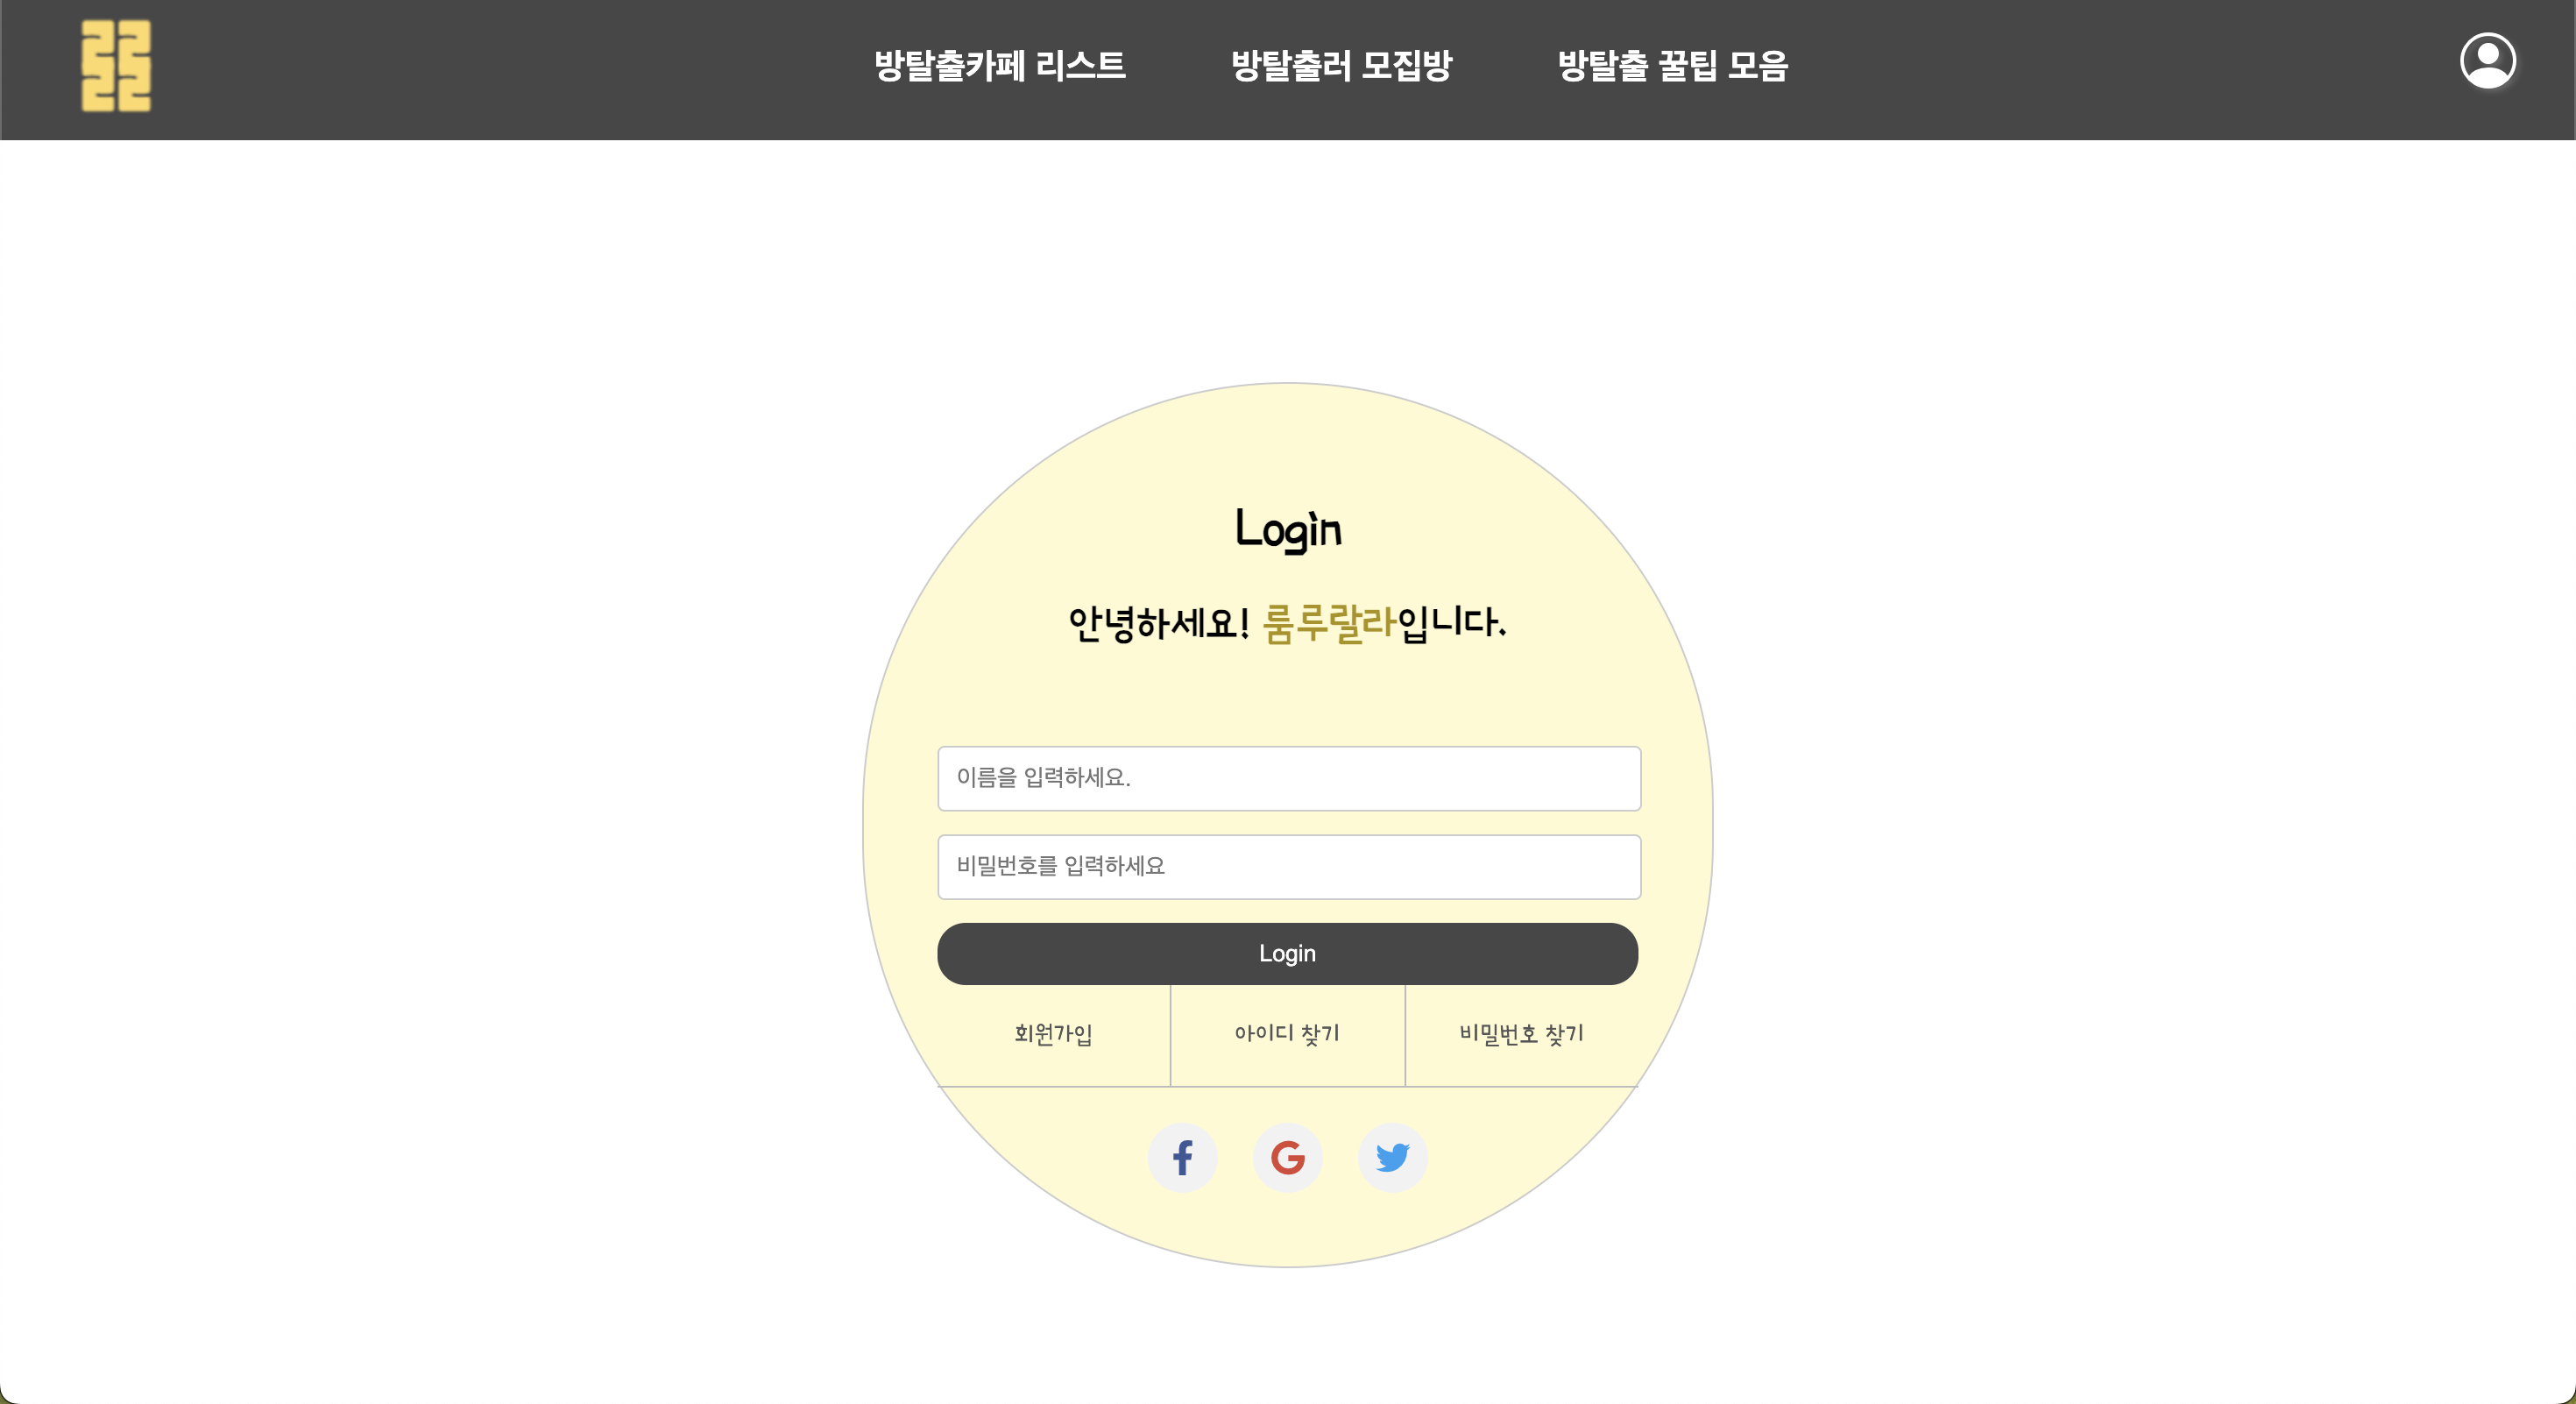 방탈출카페 리스트 방탈출러 모집방 방탈출 꿀팁 모음
Login
안녕하세요! 룸루랄라입니다.
이름을 입력하세요.
비밀번호를 입력하세요
Login
회원가입 아이디 찾기 비밀번호 찾기